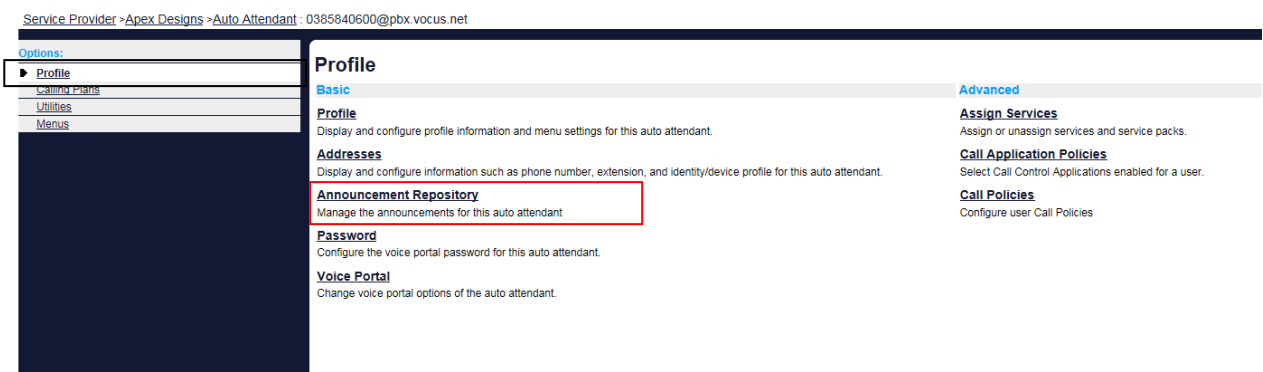 Service Provider >Apex Designs >Auto Attendant : 0385840600@pbx.vocus.net
Options:
Profile
Calling Plans
Utilities
Menus
Profile
Basic
Profile
Display and configure profile information and menu settings for this auto attendant.
Addresses
Display and configure information such as phone number, extension, and identity/device profile for this auto attendant.
Announcement Repository
Manage the announcements for this auto attendant
Password
Configure the voice portal password for this auto attendant.
Voice Portal
Change voice portal options of the auto attendant.
Advanced
Assign Services
Assign or unassign services and service packs.
Call Application Policies
Select Call Control Applications enabled for a user.
Call Policies
Configure user Call Policies